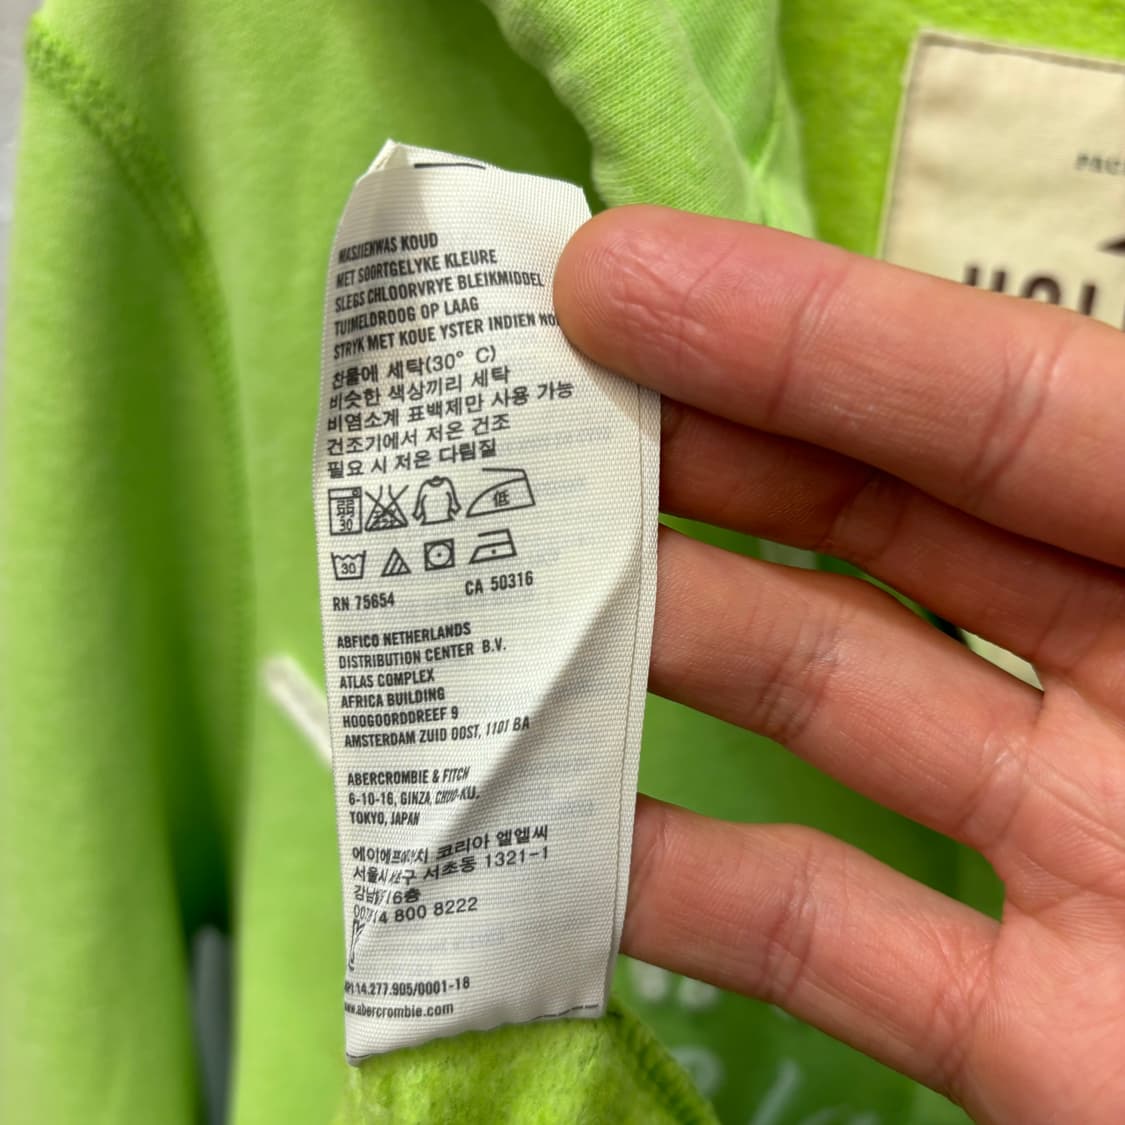 MASJIENWAS KOUD
MET SOORTGELYKE KLEURE
SLEGS CHLOORVRYE BLEIKMIDDEL
TUIMELDROOG OP LAAG
STRYK MET KOUE YSTER INDIEN
찬물에 세탁(30° C)
비슷한 색상끼리 세탁
비염소계 표백제만 사용 가능
건조기에서 저온 건조
필요 시 저온 다림질
弱 30 低
30
RN 75654 CA 50316
ABFICO NETHERLANDS
DISTRIBUTION CENTER B.V.
ATLAS COMPLEX
AFRICA BUILDING
HOOGOORDDREEF 9
AMSTERDAM ZUID OOST, 1101 BA
ABERCROMBIE & FITCH
6-10-16, GINZA, CHUO-KU.
TOKYO, JAPAN
코리아 엘엘씨
서초동 1321-1
6층
800 8222
14.277.905/0001-18
.abercrombie.com